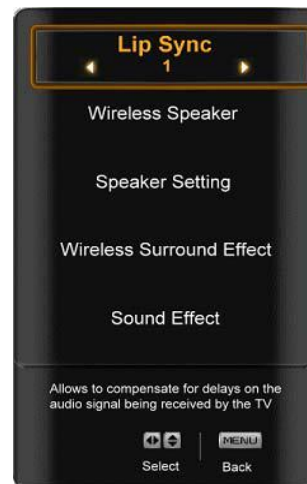 Lip Sync
1
Wireless Speaker
Speaker Setting
Wireless Surround Effect
Sound Effect
Allows to compensate for delays on the
audio signal being received by the TV
MENU
Select
Back